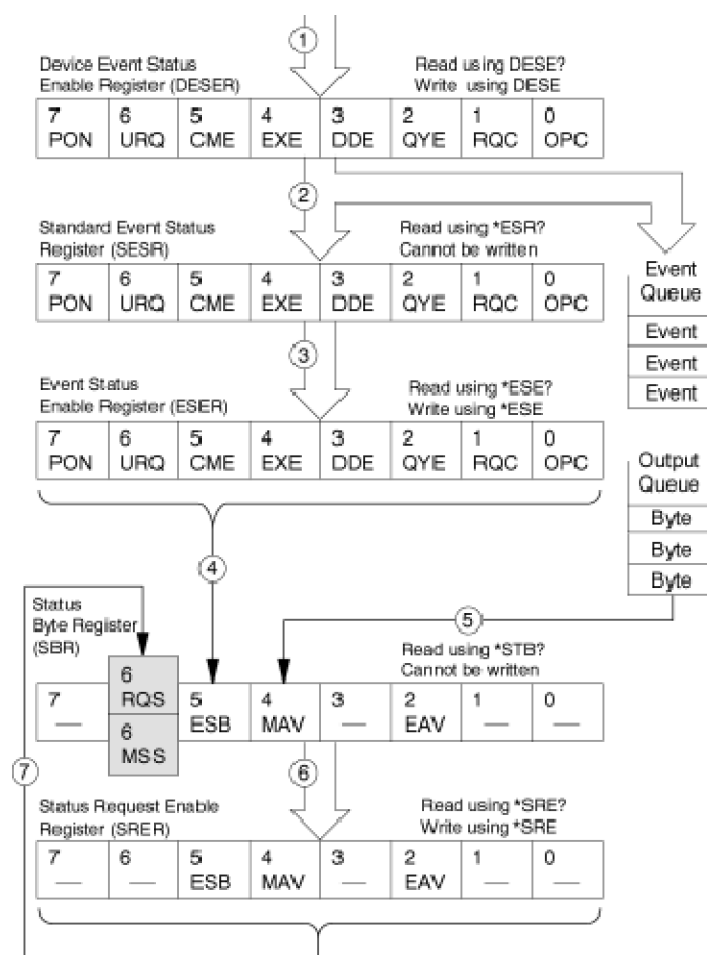 1
Device Event Status
Enable Register (DESER)
Read using DESE?
Write using DESE
7 6 5 4 3 2 1 0
PON URQ CME EXE DDE QYE RQC OPC
2
Standard Event Status
Register (SESR)
Read using *ESR?
Cannot be written
7 6 5 4 3 2 1 0
PON URQ CME EXE DDE QYE RQC OPC
Event
Queue
Event
Event
Event
3
Event Status
Enable Register (ESER)
Read using *ESE?
Write using *ESE
7 6 5 4 3 2 1 0
PON URQ CME EXE DDE QYE RQC OPC
Output
Queue
Byte
Byte
Byte
4
5
Status
Byte Register
(SBR)
Read using *STB?
Cannot be written
7 6 5 4 3 2 1 0
— RQS ESB MAV — EAV — —
6
MSS
7
6
Status Request Enable
Register (SRER)
Read using *SRE?
Write using *SRE
7 6 5 4 3 2 1 0
— — ESB MAV — EAV — —